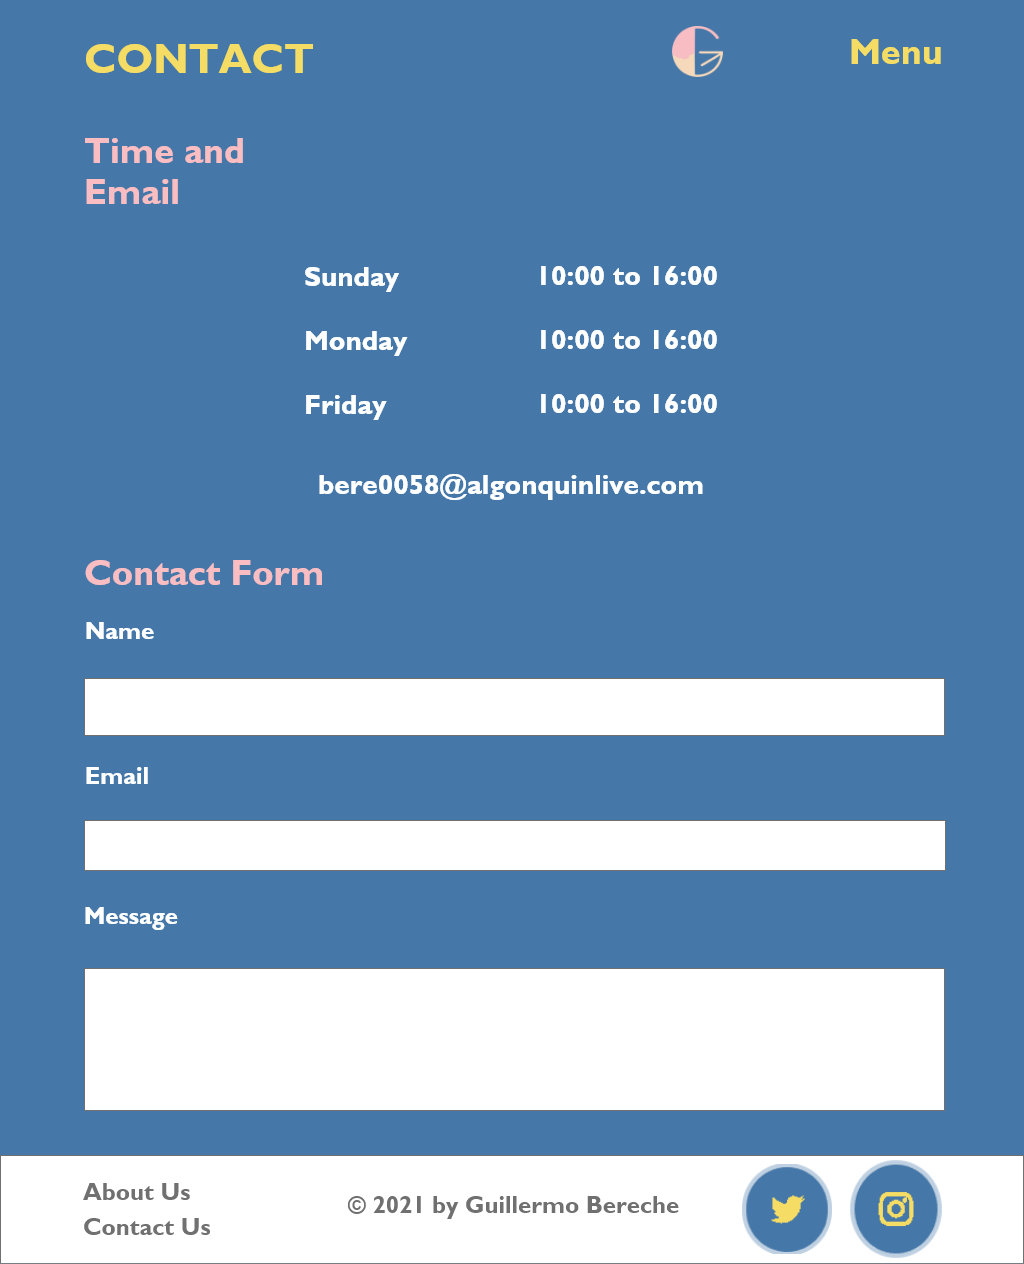 CONTACT
Menu
Time and
Email
Sunday 10:00 to 16:00
Monday 10:00 to 16:00
Friday 10:00 to 16:00
bere0058@algonquinlive.com
Contact Form
Name
Email
Message
About Us
Contact Us
© 2021 by Guillermo Bereche